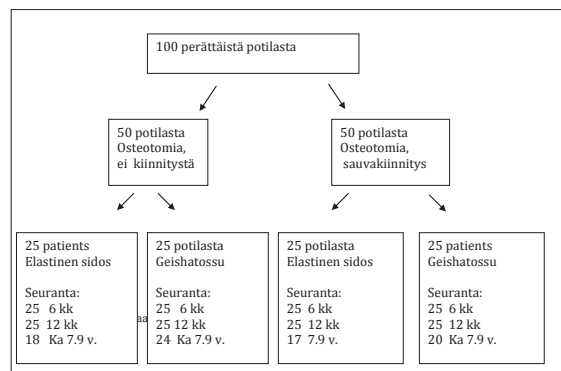 100 perättäistä potilasta
50 potilasta
Osteotomia,
ei kiinnitystä
50 potilasta
Osteotomia,
sauvakiinnitys
25 patients
Elastinen sidos
Seuranta:
25 6 kk
25 12 kk
18 Ka 7.9 v.
aa
25 potilasta
Geishatossu
Seuranta:
25 6 kk
25 12 kk
24 Ka 7.9 v.
25 potilasta
Elastinen sidos
Seuranta:
25 6 kk
25 12 kk
17 7.9 v.
25 patients
Geishatossu
Seuranta:
25 6 kk
25 12 kk
20 Ka 7.9 v.